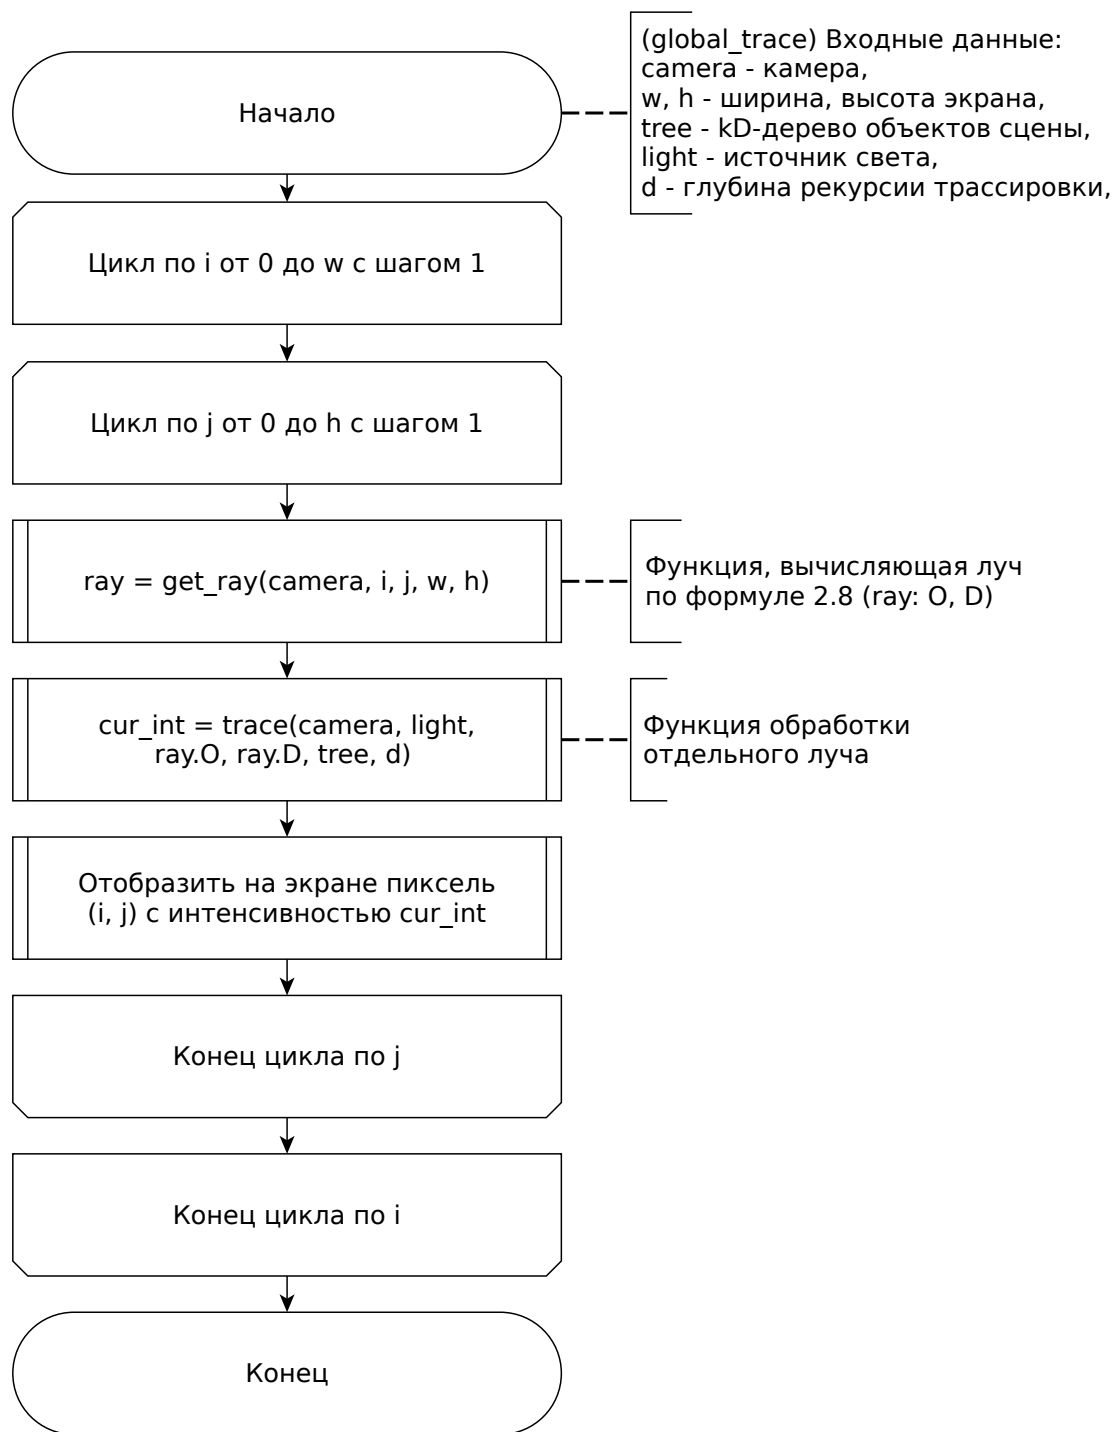 Начало
(global_trace) Входные данные:
camera - камера,
w, h - ширина, высота экрана,
tree - kD-дерево объектов сцены,
light - источник света,
d - глубина рекурсии трассировки,
Цикл по i от 0 до w с шагом 1
Цикл по j от 0 до h с шагом 1
ray = get_ray(camera, i, j, w, h)
Функция, вычисляющая луч
по формуле 2.8 (ray: O, D)
cur_int = trace(camera, light,
ray.O, ray.D, tree, d)
Функция обработки
отдельного луча
Отобразить на экране пиксель
(i, j) с интенсивностью cur_int
Конец цикла по j
Конец цикла по i
Конец